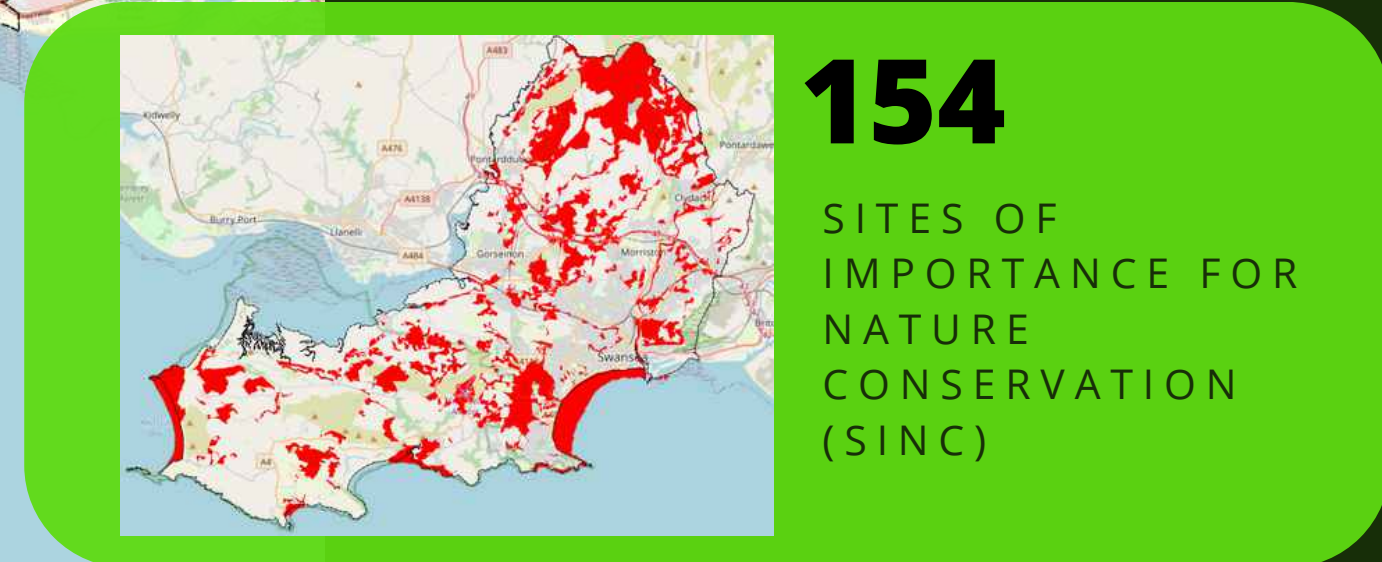 154
SITES OF
IMPORTANCE FOR
NATURE
CONSERVATION
(SINC)
A483
Kidwelly
A476
Pontarddulais
Pontardawe
A4138
Clydach
Burry Port
Llanelli
A484
Gorseinon
Morriston
Swansea